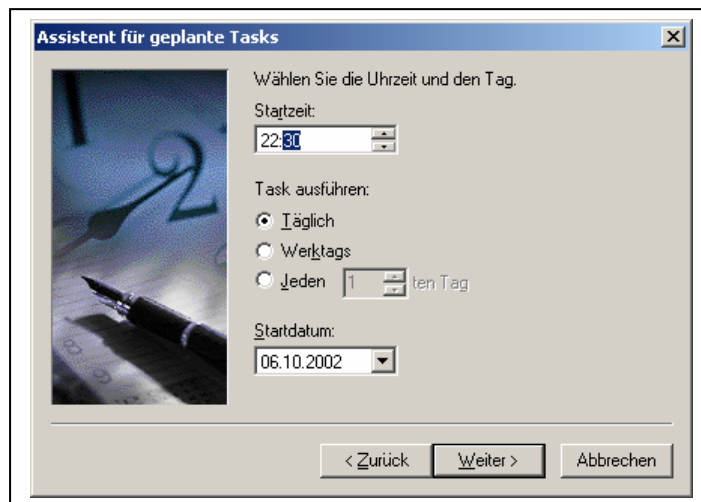 Assistent für geplante Tasks
Wählen Sie die Uhrzeit und den Tag.
Startzeit:
22:30
Task ausführen:
Täglich
Werktags
Jeden 1 ten Tag
Startdatum:
06.10.2002
< Zurück Weiter > Abbrechen